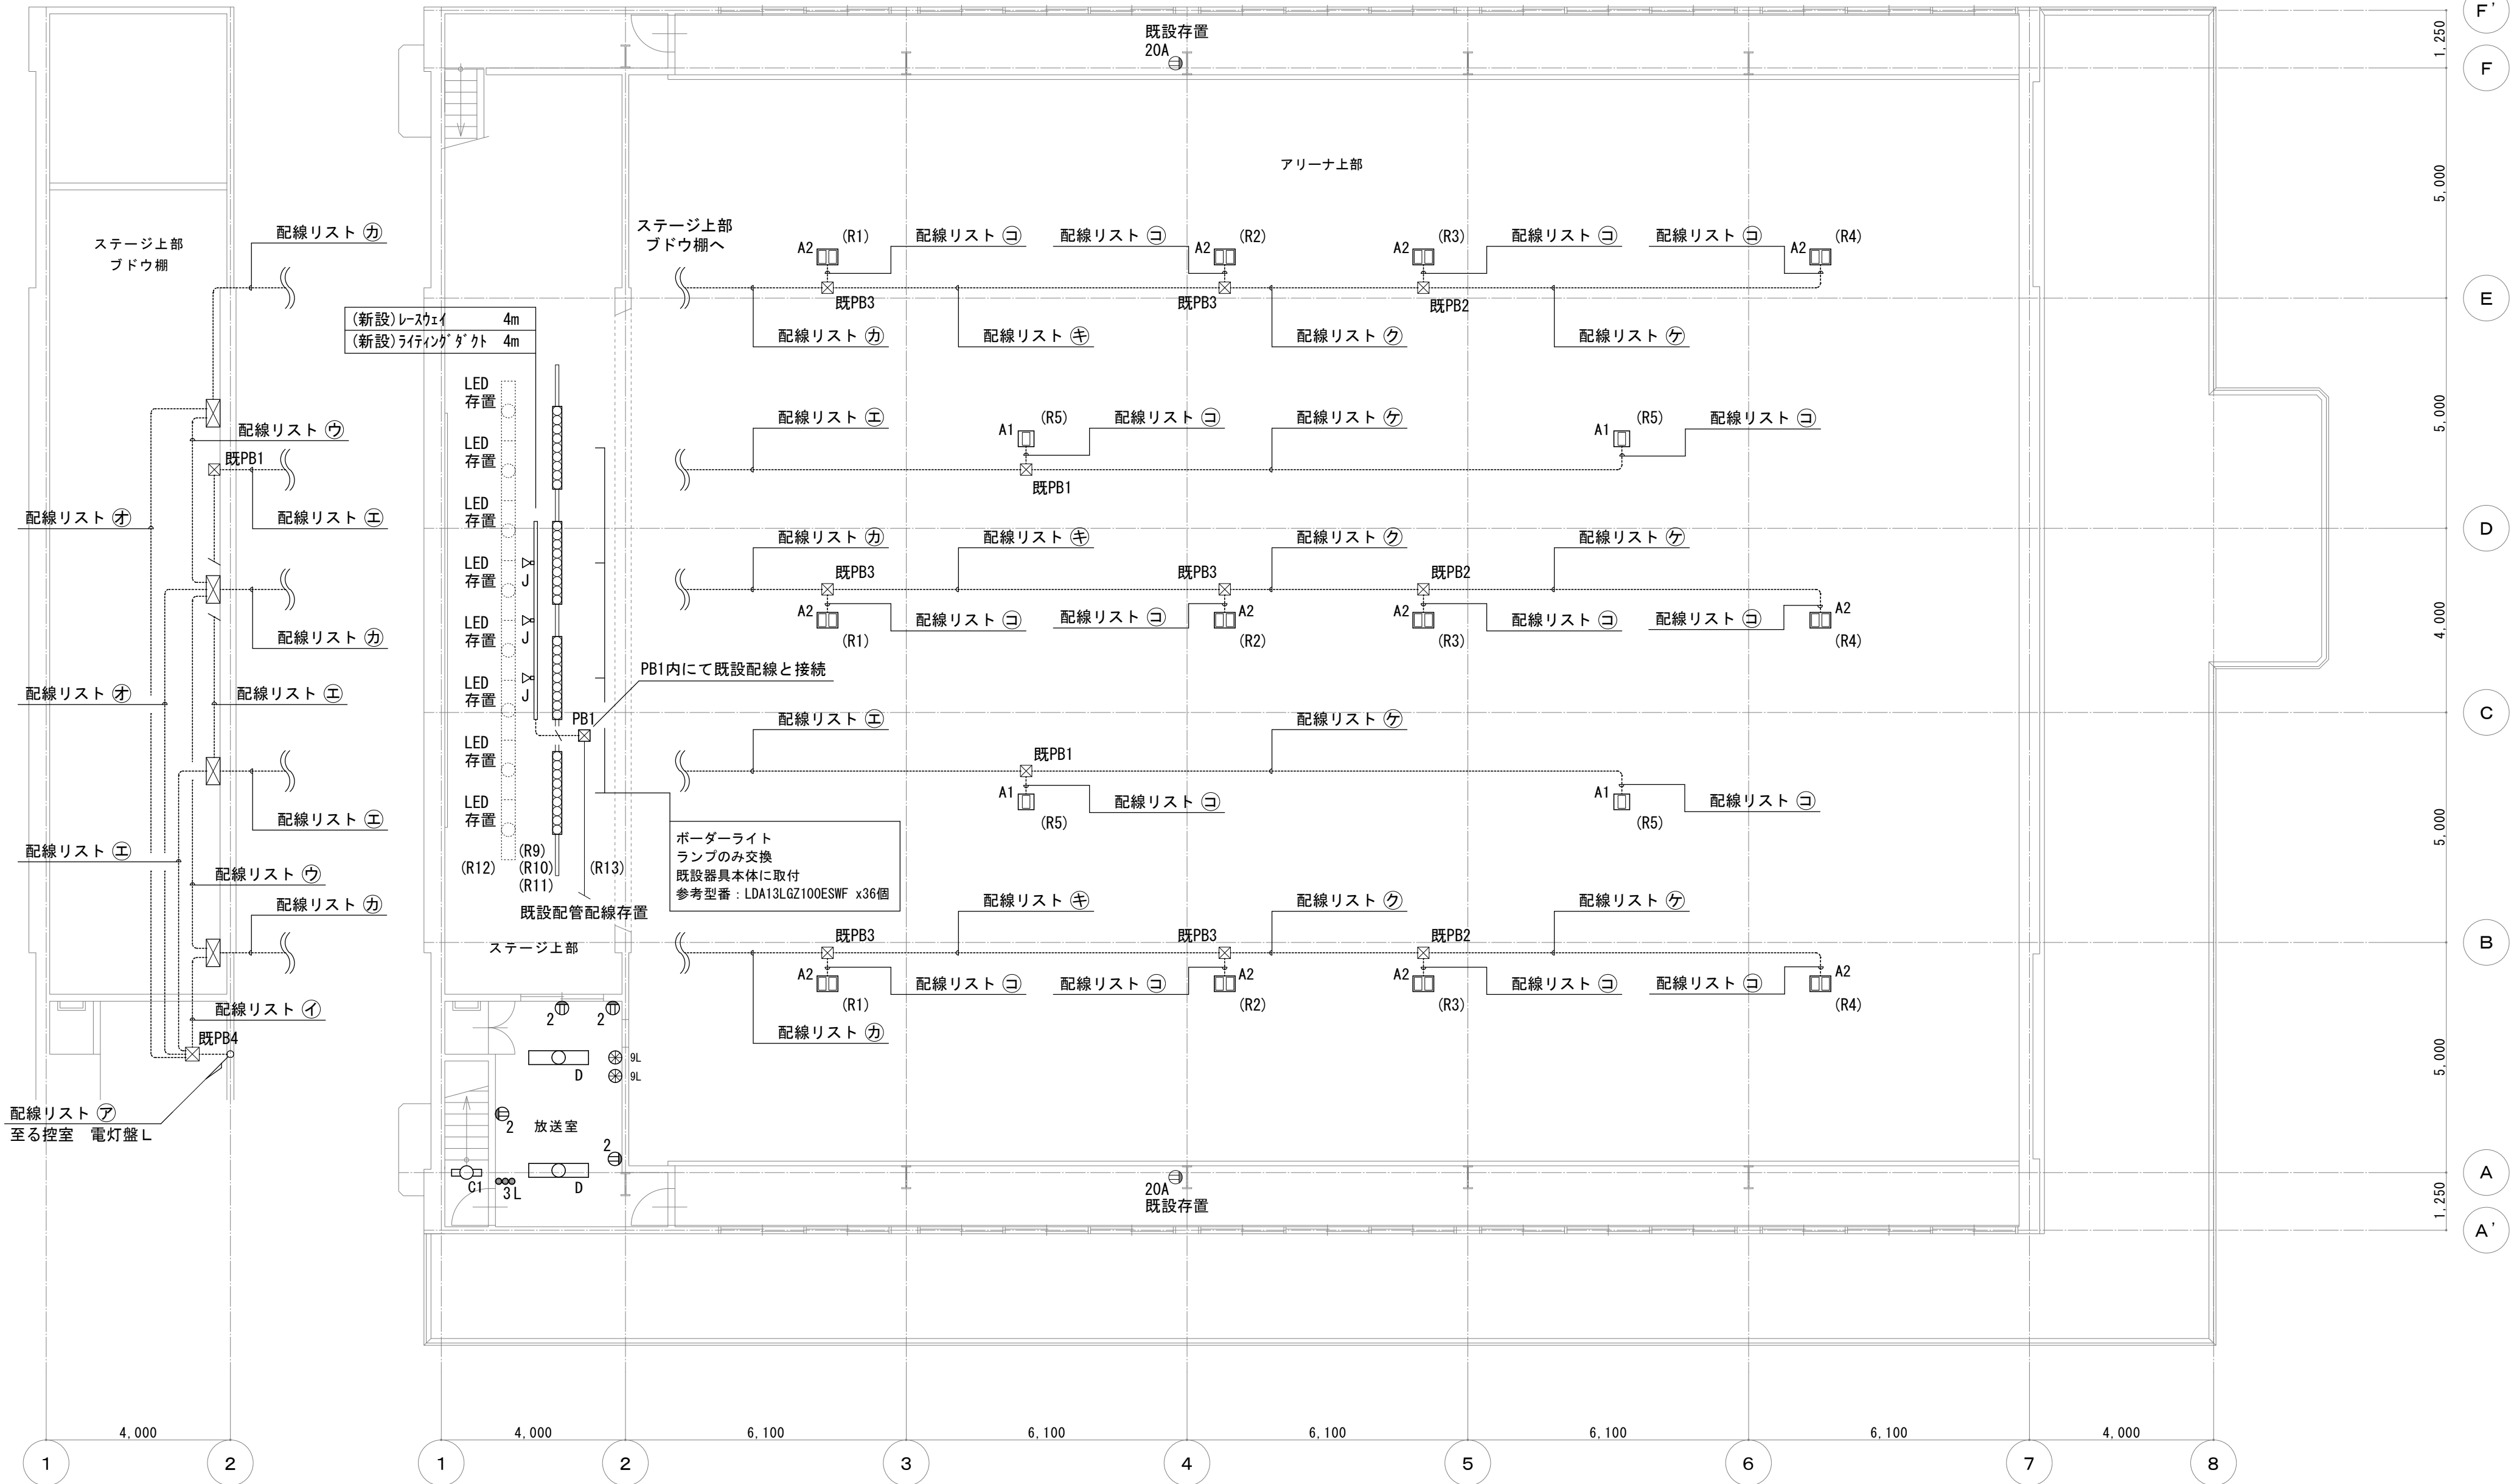 既設存置
20A
F'
1,250
F
アリーナ上部
5,000
ステージ上部
ブドウ棚
配線リスト ㋕
ステージ上部
ブドウ棚へ
A2
(R1)
配線リスト ㋙
配線リスト ㋙
A2
(R2)
A2
(R3)
配線リスト ㋙
配線リスト ㋙
A2
(R4)
既PB3
既PB3
既PB2
E
(新設)レースウェイ 4m
(新設)ライティングダクト 4m
配線リスト ㋕
配線リスト ㋖
配線リスト ㋗
配線リスト ㋘
LED
存置
配線リスト ㋓
A1
(R5)
配線リスト ㋙
配線リスト ㋘
A1
(R5)
配線リスト ㋙
5,000
配線リスト ㋒
既PB1
LED
存置
既PB1
配線リスト ㋔
配線リスト ㋓
LED
存置
D
配線リスト ㋕
配線リスト ㋖
配線リスト ㋗
配線リスト ㋘
LED
存置
J
既PB3
既PB3
既PB2
A2
(R1)
配線リスト ㋙
配線リスト ㋙
A2
(R2)
A2
(R3)
配線リスト ㋙
配線リスト ㋙
A2
(R4)
4,000
配線リスト ㋕
LED
存置
J
PB1内にて既設配線と接続
配線リスト ㋔
配線リスト ㋓
LED
存置
J
PB1
配線リスト ㋓
配線リスト ㋘
C
LED
存置
既PB1
A1
(R5)
配線リスト ㋙
A1
(R5)
配線リスト ㋙
配線リスト ㋓
LED
存置
5,000
ボーダーライト
ランプのみ交換
既設器具本体に取付
参考型番：LDA13LGZ100ESWF x36個
配線リスト ㋓
配線リスト ㋒
(R12)
(R9)
(R10)
(R11)
(R13)
既設配管配線存置
配線リスト ㋕
配線リスト ㋖
配線リスト ㋗
配線リスト ㋘
ステージ上部
既PB3
既PB3
既PB2
B
A2
(R1)
配線リスト ㋙
配線リスト ㋙
A2
(R2)
A2
(R3)
配線リスト ㋙
配線リスト ㋙
A2
(R4)
配線リスト ㋕
配線リスト ㋑
既PB4
2
2
D
9L
9L
5,000
配線リスト ㋐
至る控室 電灯盤L
2
放送室
2
C1
3L
D
20A
既設存置
A
1,250
A'
4,000
4,000
6,100
6,100
6,100
6,100
6,100
4,000
1
2
1
2
3
4
5
6
7
8